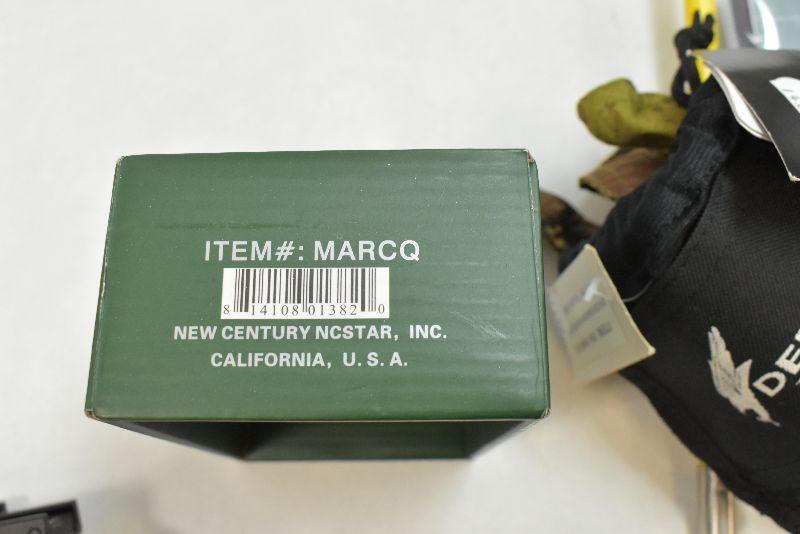 ITEM#: MARCQ
8 14108 01382 0
NEW CENTURY NCSTAR, INC.
CALIFORNIA, U. S. A.